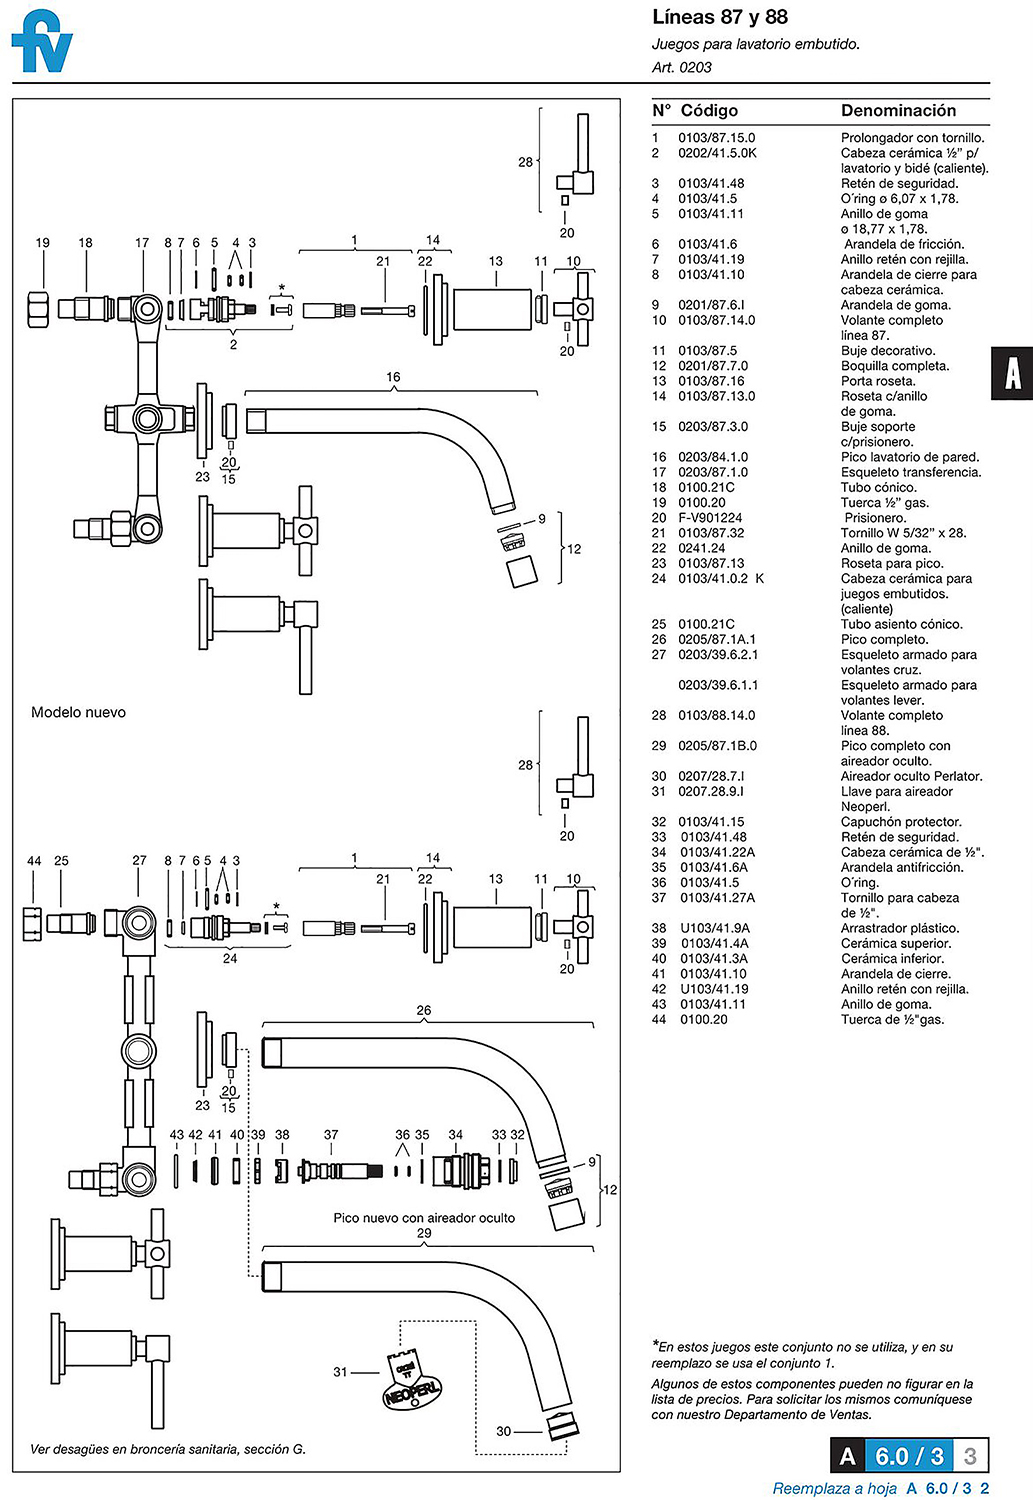 fv
Líneas 87 y 88
Juegos para lavatorio embutido.
Art. 0203
N° Código Denominación
1 0103/87.15.0 Prolongador con tornillo.
2 0202/41.5.0K Cabeza cerámica ½” p/
lavatorio y bidé (caliente).
3 0103/41.48 Retén de seguridad.
4 0103/41.5 O´ring ø 6,07 x 1,78.
5 0103/41.11 Anillo de goma
ø 18,77 x 1,78.
6 0103/41.6 Arandela de fricción.
7 0103/41.19 Anillo retén con rejilla.
8 0103/41.10 Arandela de cierre para
cabeza cerámica.
9 0201/87.6.I Arandela de goma.
10 0103/87.14.0 Volante completo
línea 87.
11 0103/87.5 Buje decorativo.
12 0201/87.7.0 Boquilla completa.
13 0103/87.16 Porta roseta.
14 0103/87.13.0 Roseta c/anillo
de goma.
15 0203/87.3.0 Buje soporte
c/prisionero.
16 0203/84.1.0 Pico lavatorio de pared.
17 0203/87.1.0 Esqueleto transferencia.
18 0100.21C Tubo cónico.
19 0100.20 Tuerca ½” gas.
20 F-V901224 Prisionero.
21 0103/87.32 Tornillo W 5/32” x 28.
22 0241.24 Anillo de goma.
23 0103/87.13 Roseta para pico.
24 0103/41.0.2 K Cabeza cerámica para
juegos embutidos.
(caliente)
25 0100.21C Tubo asiento cónico.
26 0205/87.1A.1 Pico completo.
27 0203/39.6.2.1 Esqueleto armado para
volantes cruz.
0203/39.6.1.1 Esqueleto armado para
volantes lever.
28 0103/88.14.0 Volante completo
línea 88.
29 0205/87.1B.0 Pico completo con
aireador oculto.
30 0207/28.7.I Aireador oculto Perlator.
31 0207.28.9.I Llave para aireador
Neoperl.
32 0103/41.15 Capuchón protector.
33 0103/41.48 Retén de seguridad.
34 0103/41.22A Cabeza cerámica de ½".
35 0103/41.6A Arandela antifricción.
36 0103/41.5 O´ring.
37 0103/41.27A Tornillo para cabeza
de ½".
38 U103/41.9A Arrastrador plástico.
39 0103/41.4A Cerámica superior.
40 0103/41.3A Cerámica inferior.
41 0103/41.10 Arandela de cierre.
42 U103/41.19 Anillo retén con rejilla.
43 0103/41.11 Anillo de goma.
44 0100.20 Tuerca de ½"gas.
A
28
20
19 18 17 8 7 6 5 4 3 1 14
22 21 13 11 10
*
2
20
16
20
23 15
9
12
Modelo nuevo
28
20
44 25 27 8 7 6 5 4 3 1 14
22 21 13 11 10
*
24
20
26
20
23 15
43 42 41 40 39 38 37 36 35 34 33 32
9
12
Pico nuevo con aireador oculto
29
31
NEOPERL
30
Ver desagües en broncería sanitaria, sección G.
*En estos juegos este conjunto no se utiliza, y en su
reemplazo se usa el conjunto 1.
Algunos de estos componentes pueden no figurar en la
lista de precios. Para solicitar los mismos comuníquese
con nuestro Departamento de Ventas.
A 6.0 / 3 3
Reemplaza a hoja A 6.0 / 3 2